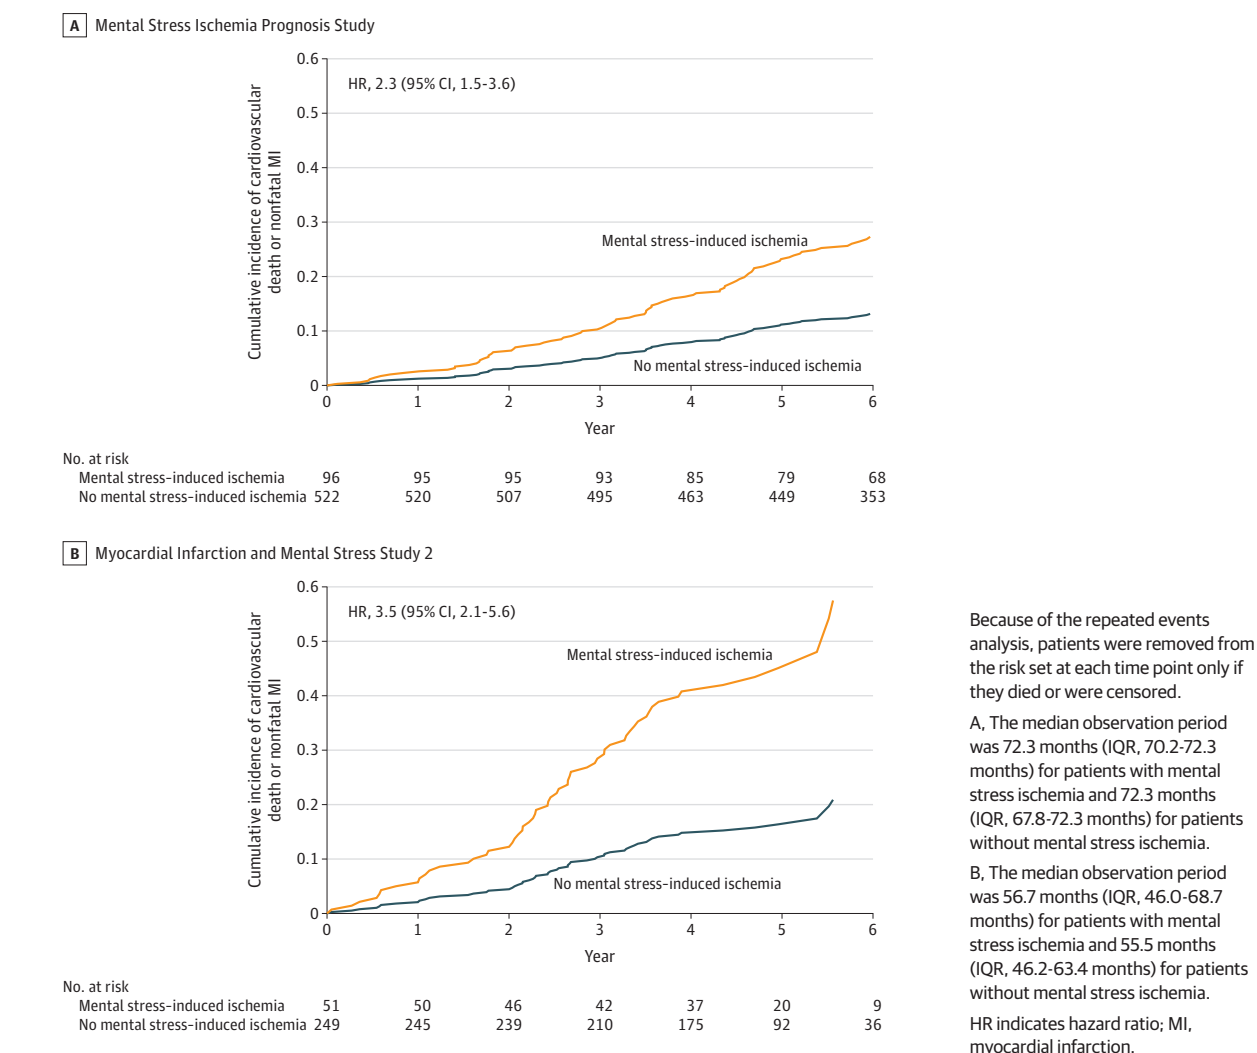 A Mental Stress Ischemia Prognosis Study
HR, 2.3 (95% CI, 1.5-3.6)
Cumulative incidence of cardiovascular
death or nonfatal MI
0.6
0.5
0.4
0.3
0.2
0.1
0
Mental stress-induced ischemia
No mental stress-induced ischemia
0 1 2 3 4 5 6
Year
No. at risk
Mental stress-induced ischemia 96 95 95 93 85 79 68
No mental stress-induced ischemia 522 520 507 495 463 449 353
B Myocardial Infarction and Mental Stress Study 2
HR, 3.5 (95% CI, 2.1-5.6)
Cumulative incidence of cardiovascular
death or nonfatal MI
0.6
0.5
0.4
0.3
0.2
0.1
0
Mental stress-induced ischemia
No mental stress-induced ischemia
0 1 2 3 4 5 6
Year
No. at risk
Mental stress-induced ischemia 51 50 46 42 37 20 9
No mental stress-induced ischemia 249 245 239 210 175 92 36
Because of the repeated events
analysis, patients were removed from
the risk set at each time point only if
they died or were censored.
A, The median observation period
was 72.3 months (IQR, 70.2-72.3
months) for patients with mental
stress ischemia and 72.3 months
(IQR, 67.8-72.3 months) for patients
without mental stress ischemia.
B, The median observation period
was 56.7 months (IQR, 46.0-68.7
months) for patients with mental
stress ischemia and 55.5 months
(IQR, 46.2-63.4 months) for patients
without mental stress ischemia.
HR indicates hazard ratio; MI,
myocardial infarction.